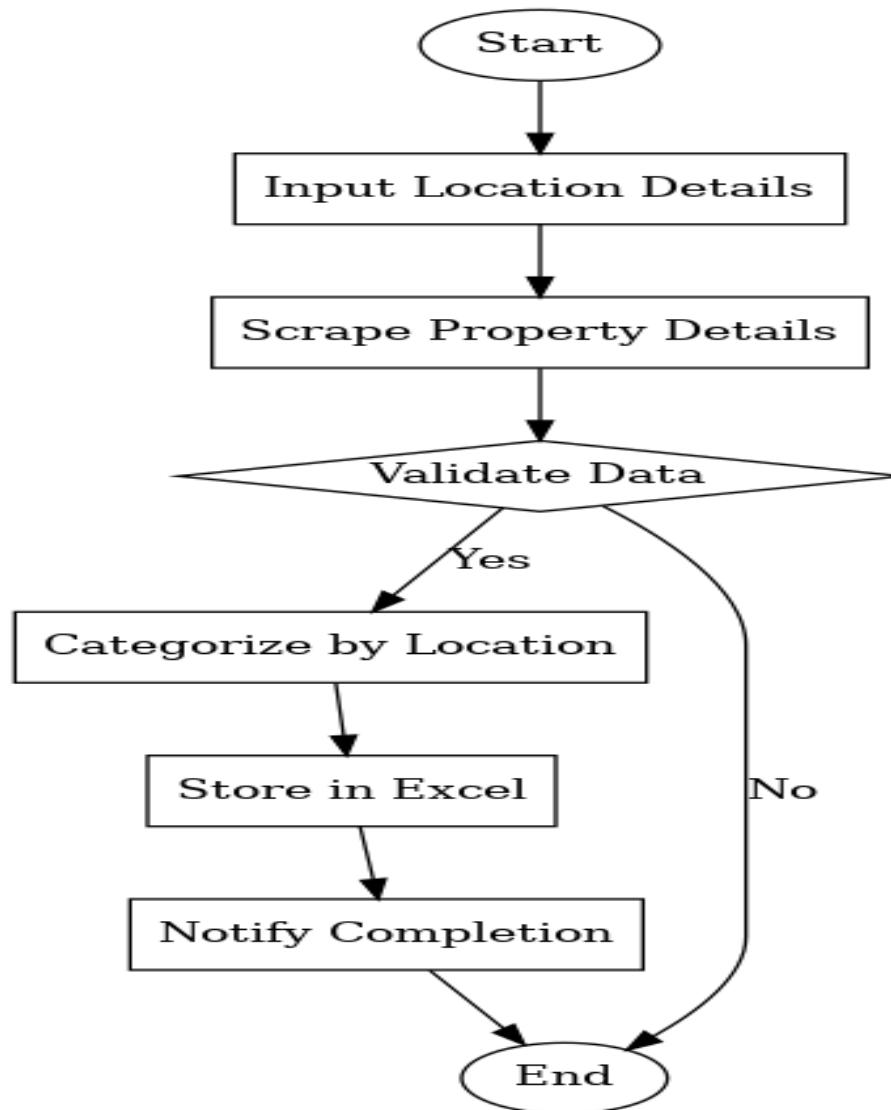 Start
Input Location Details
Scrape Property Details
Validate Data
Yes
Categorize by Location
Store in Excel
No
Notify Completion
End